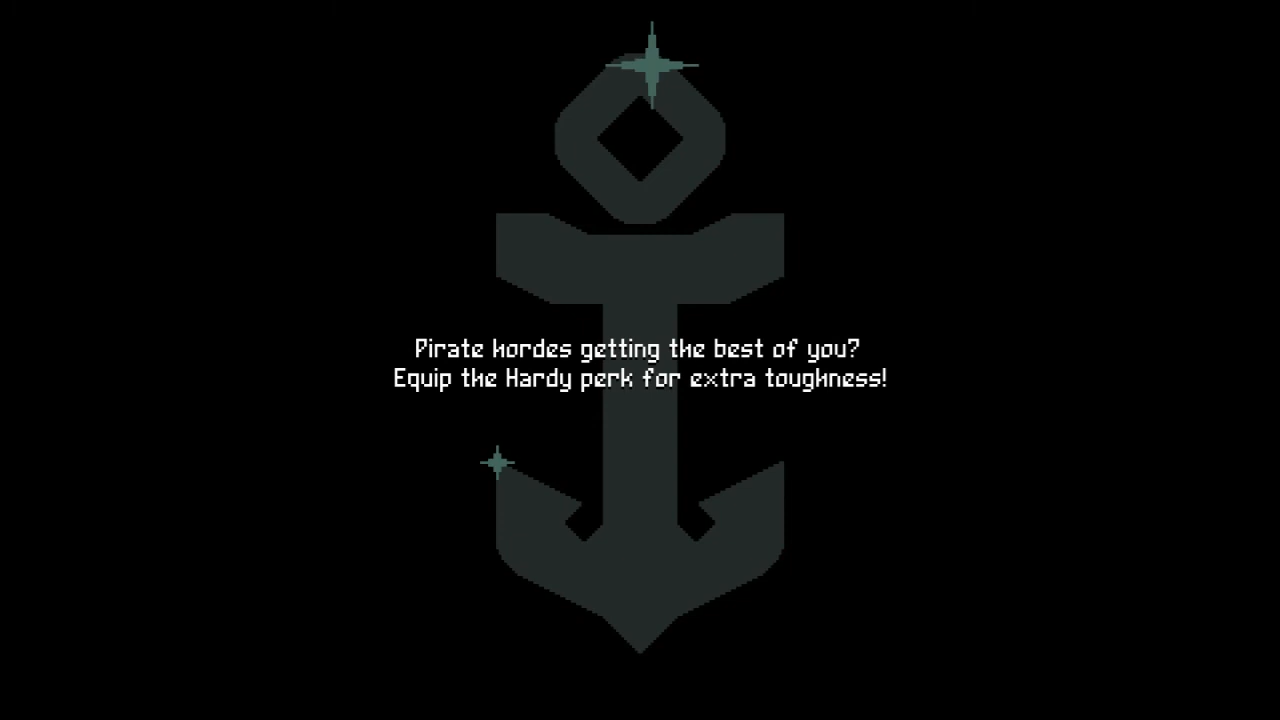 Pirate hordes getting the best of you?
Equip the Hardy perk for extra toughness!